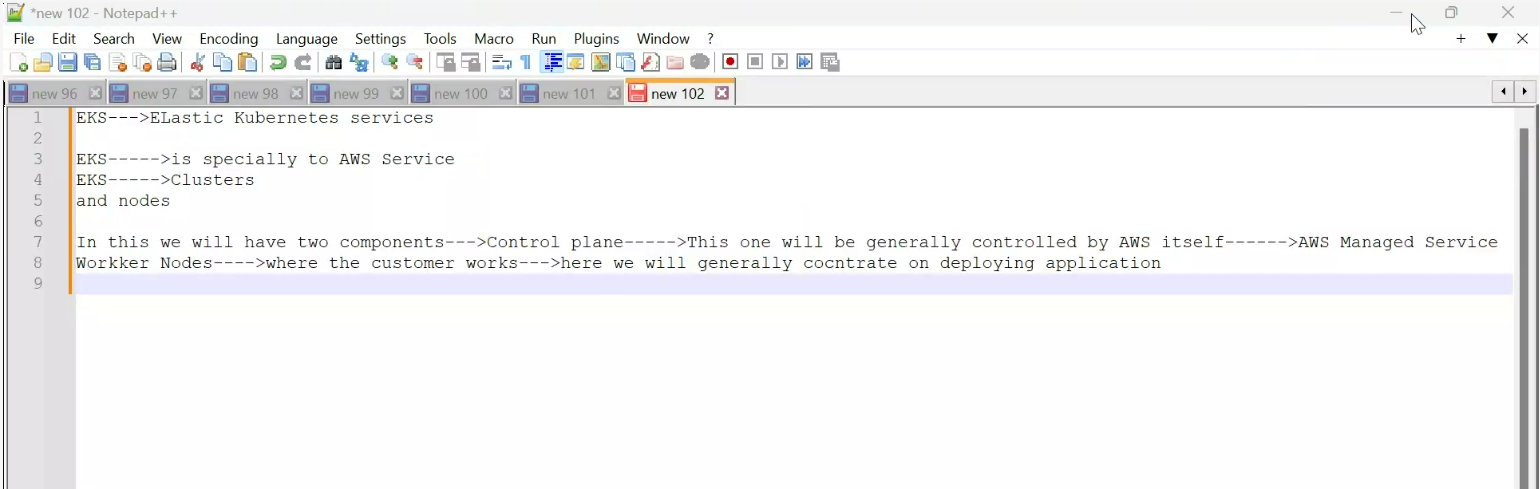 *new 102 - Notepad++
File Edit Search View Encoding Language Settings Tools Macro Run Plugins Window ?
new 96 new 97 new 98 new 99 new 100 new 101 new 102
1 EKS--->ELastic Kubernetes services
2
3 EKS----->is specially to AWS Service
4 EKS----->Clusters
5 and nodes
6
7 In this we will have two components--->Control plane----->This one will be generally controlled by AWS itself------>AWS Managed Service
8 Workker Nodes---->where the customer works--->here we will generally cocntrate on deploying application
9